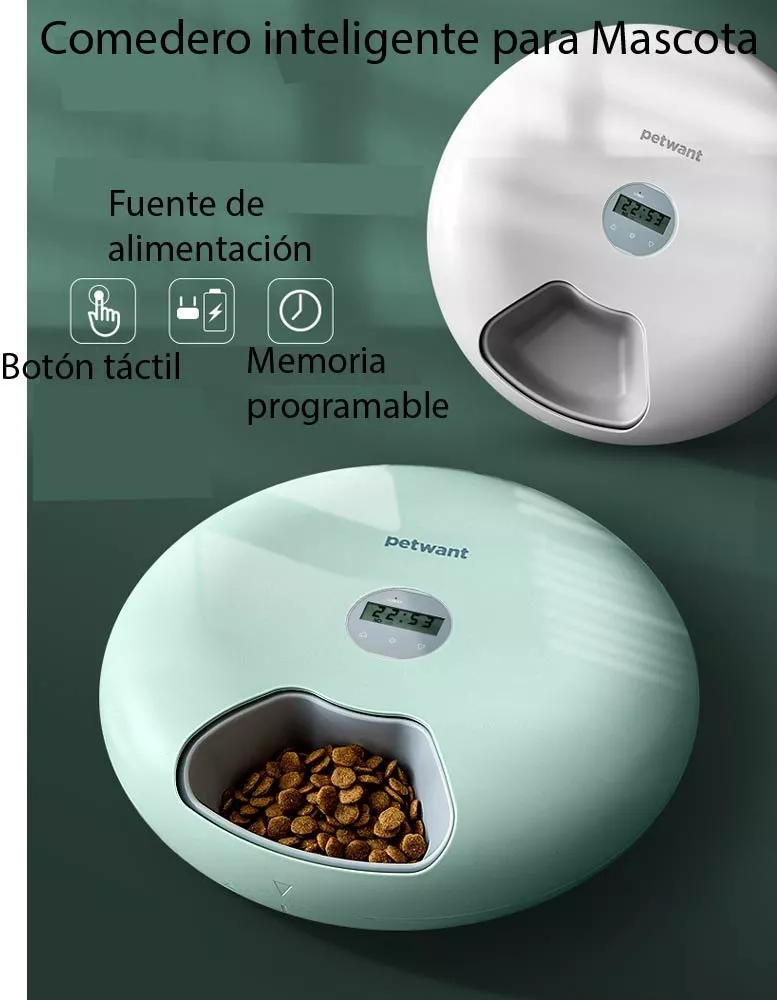 Comedero inteligente para Mascota
petwant
22:53
Fuente de
alimentación
Botón táctil
Memoria
programable
petwant
22:53